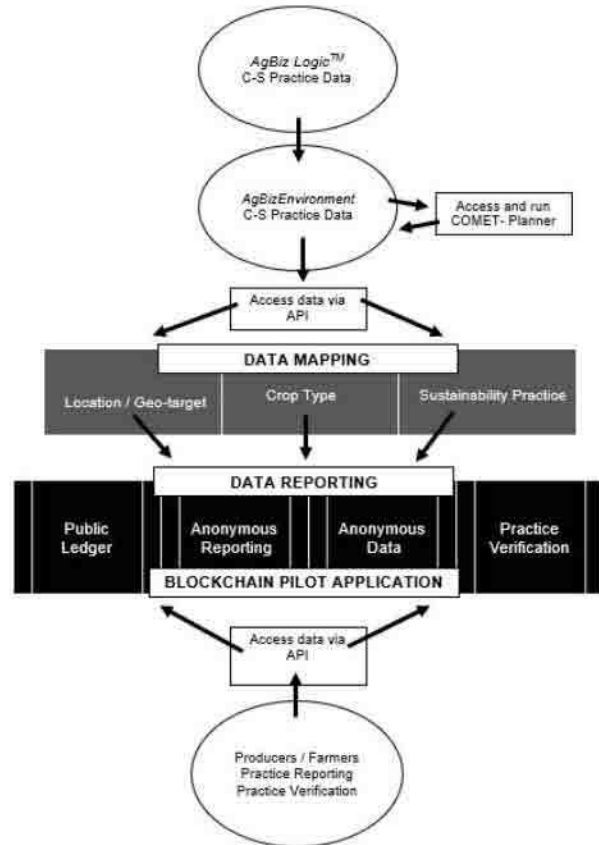 AgBiz Logic™
C-S Practice Data
AgBizEnvironment
C-S Practice Data
Access and run
COMET- Planner
Access data via
API
DATA MAPPING
Location / Geo-target
Crop Type
Sustainability Practice
DATA REPORTING
Public
Ledger
Anonymous
Reporting
Anonymous
Data
Practice
Verification
BLOCKCHAIN PILOT APPLICATION
Access data via
API
Producers / Farmers
Practice Reporting
Practice Verification